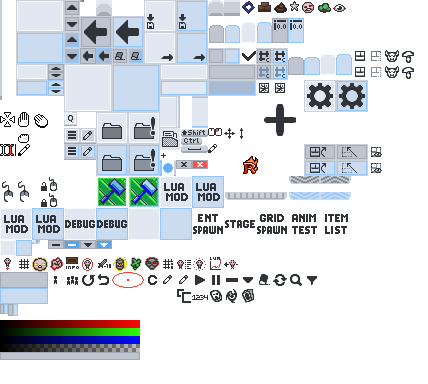 Q
Shift
Ctrl
LUA MOD LUA MOD
LUA MOD LUA MOD DEBUG DEBUG ENT SPAWN STAGE GRID SPAWN ANIM TEST ITEM LIST
INFO
C
1234